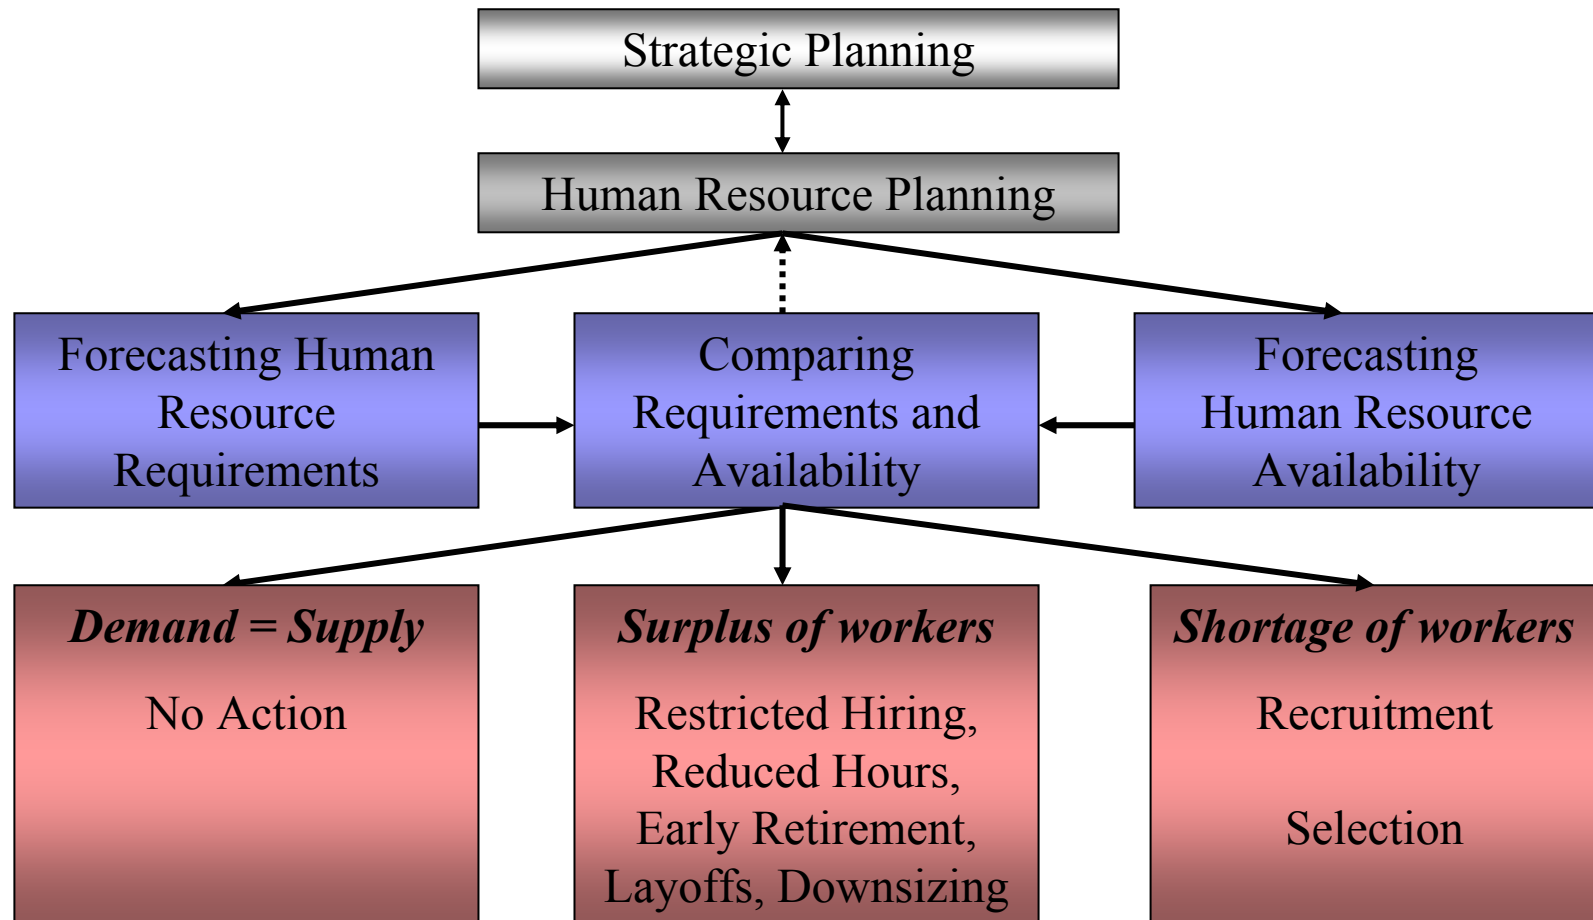 Strategic Planning
Human Resource Planning
Forecasting Human
Resource
Requirements
Comparing
Requirements and
Availability
Forecasting
Human Resource
Availability
Demand = Supply
No Action
Surplus of workers
Restricted Hiring,
Reduced Hours,
Early Retirement,
Layoffs, Downsizing
Shortage of workers
Recruitment
Selection